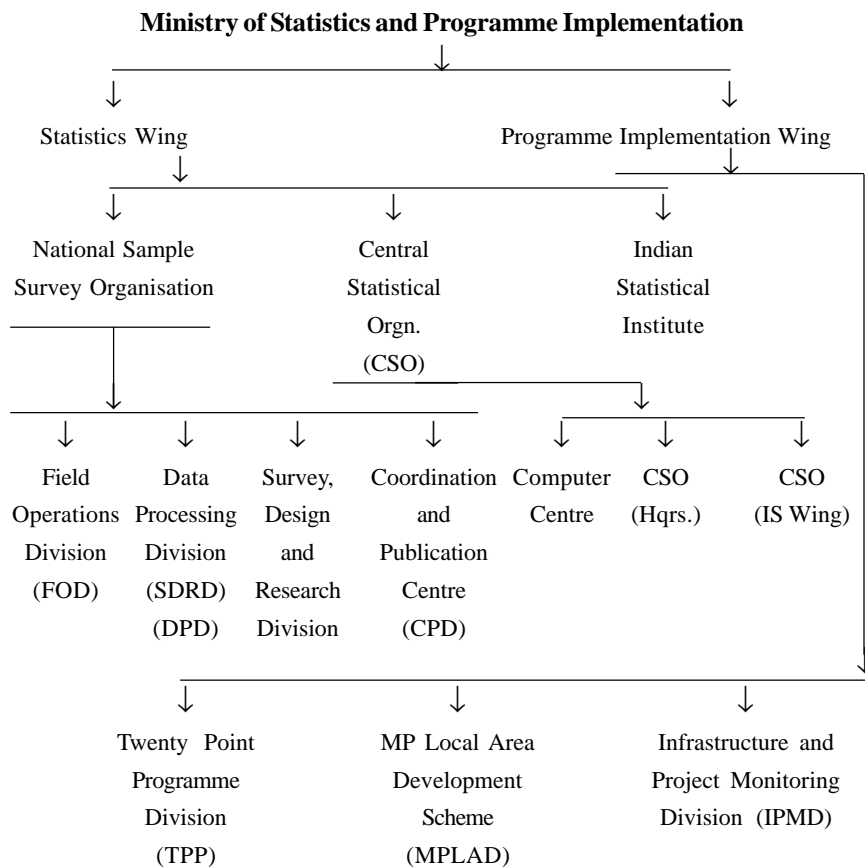 Ministry of Statistics and Programme Implementation
Statistics Wing
Programme Implementation Wing
National Sample
Survey Organisation
Central
Statistical
Orgn.
(CSO)
Indian
Statistical
Institute
Field
Operations
Division
(FOD)
Data
Processing
Division
(SDRD)
(DPD)
Survey,
Design
and
Research
Division
Coordination
and
Publication
Centre
(CPD)
Computer
Centre
CSO
(Hqrs.)
CSO
(IS Wing)
Twenty Point
Programme
Division
(TPP)
MP Local Area
Development
Scheme
(MPLAD)
Infrastructure and
Project Monitoring
Division (IPMD)